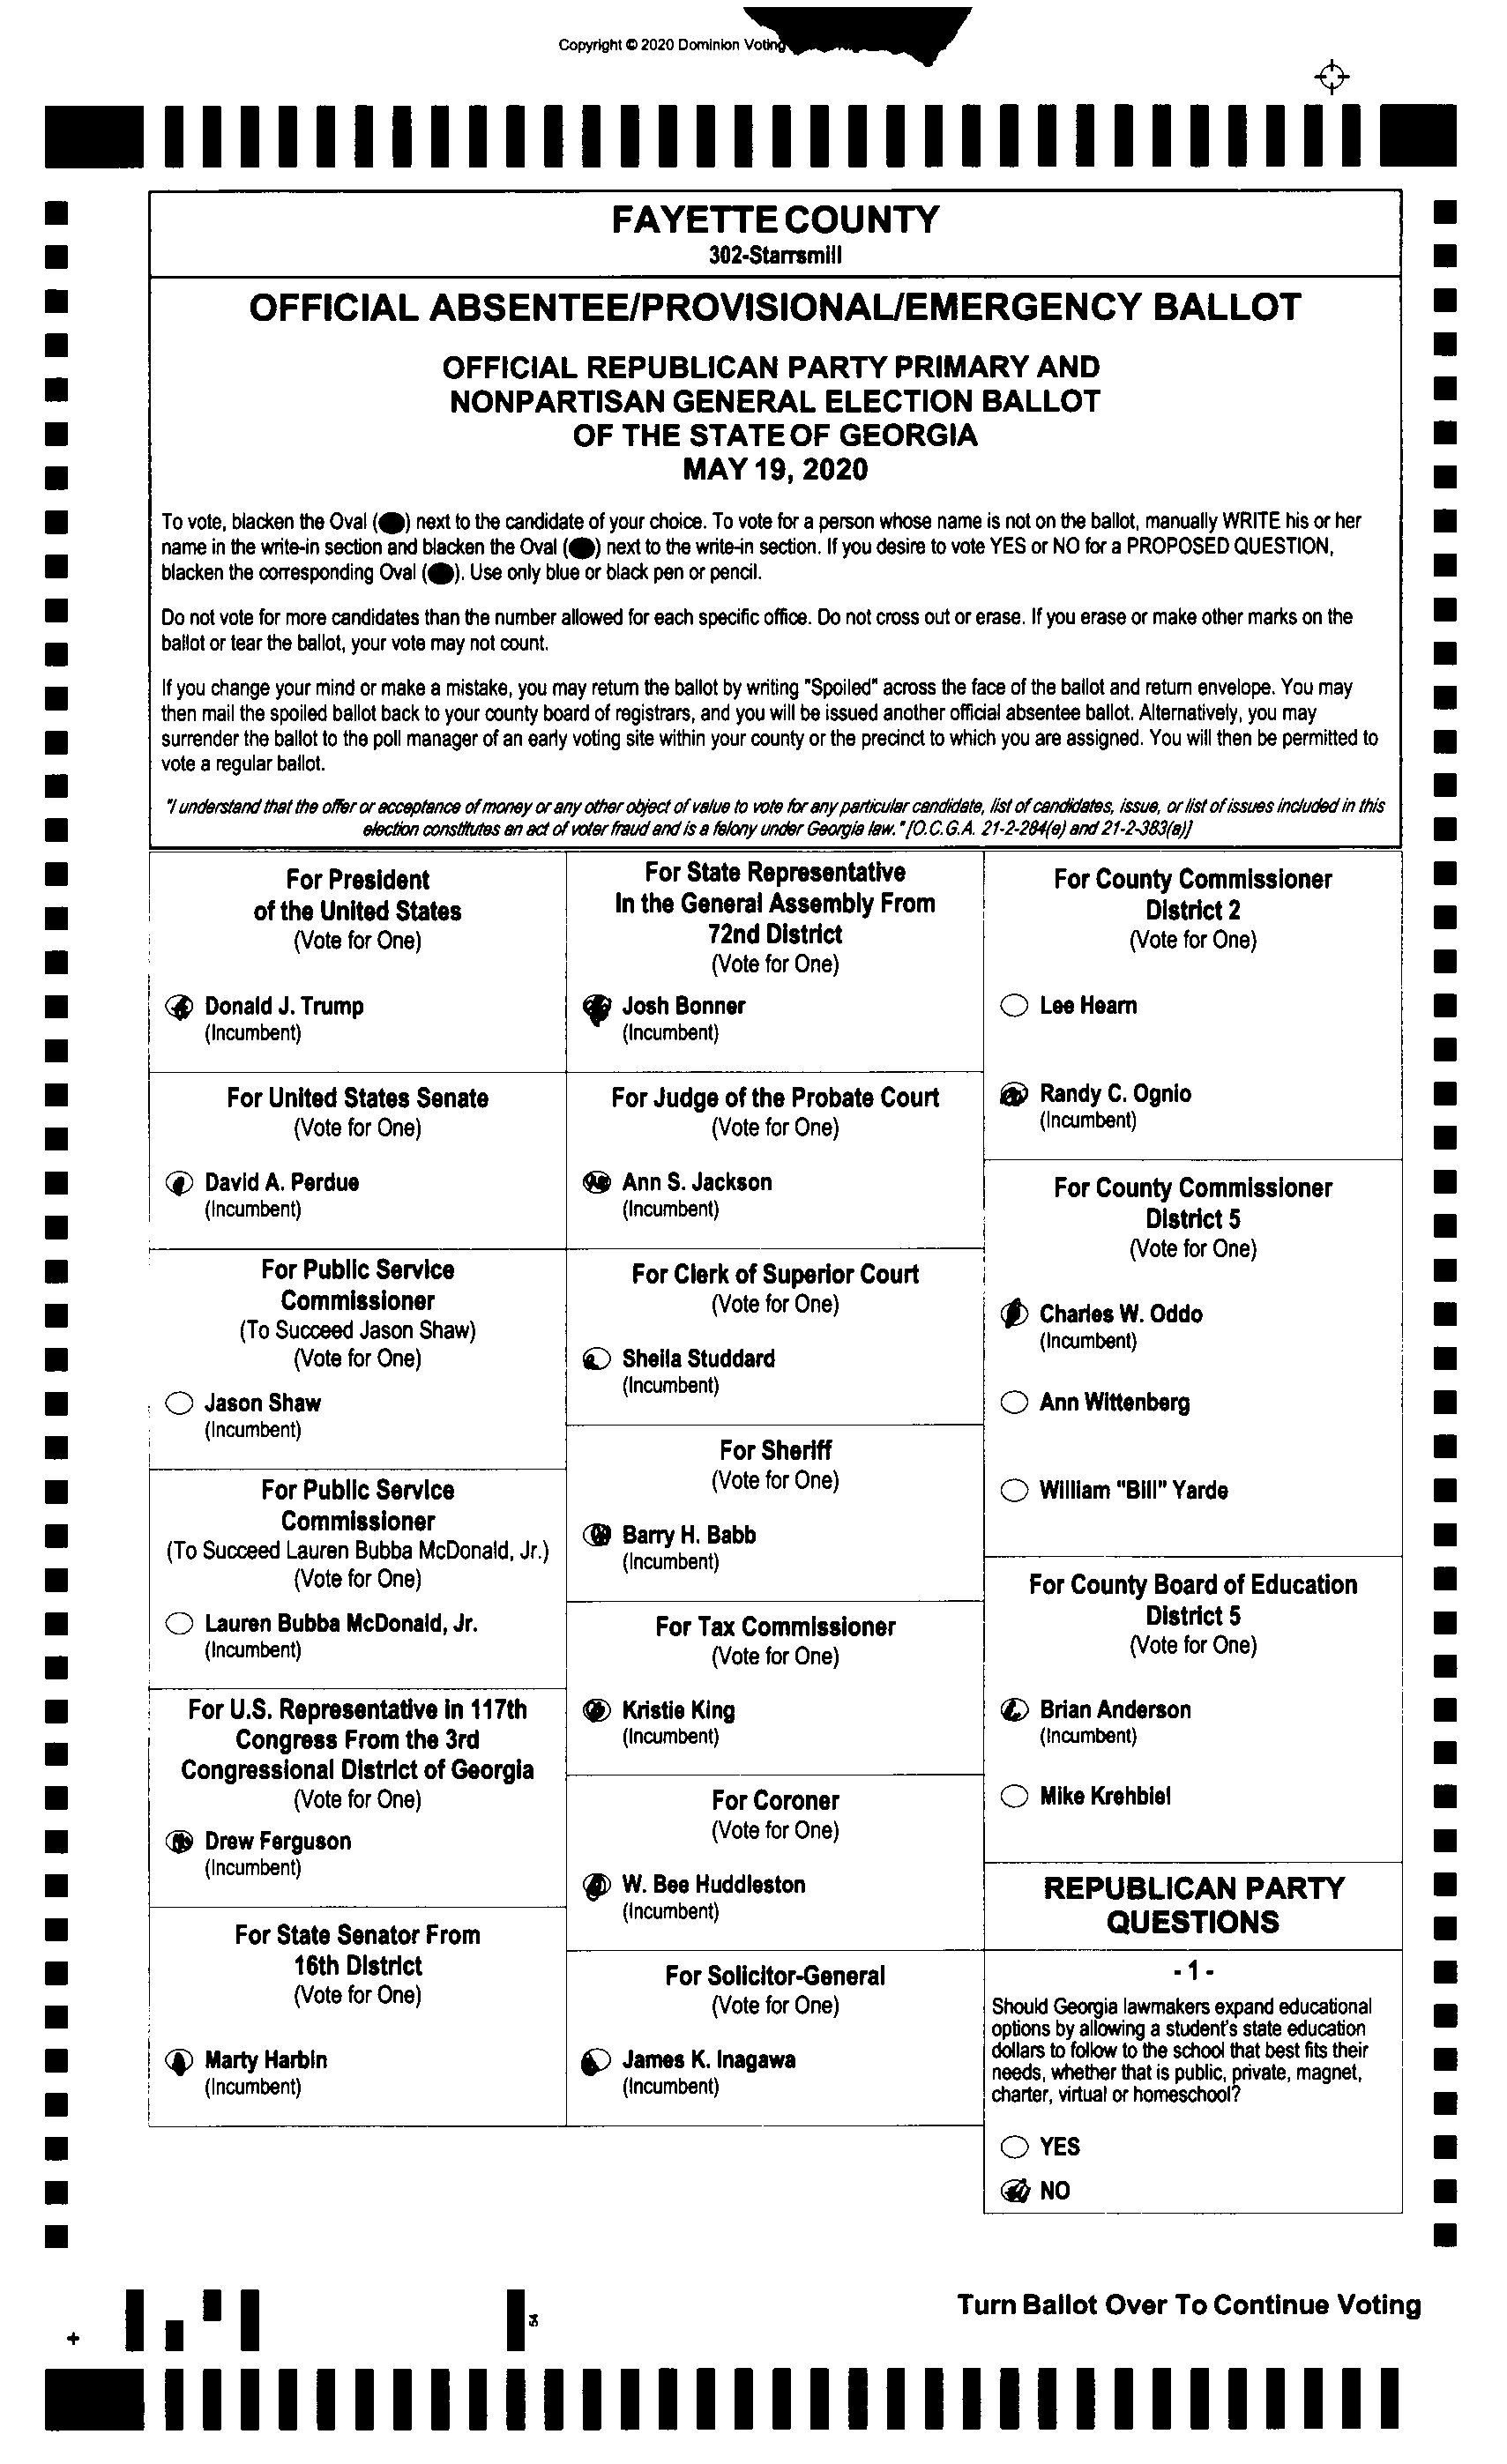 Copyright © 2020 Dominion Voting
FAYETTE COUNTY
302-Starrsmill
OFFICIAL ABSENTEE/PROVISIONAL/EMERGENCY BALLOT
OFFICIAL REPUBLICAN PARTY PRIMARY AND
NONPARTISAN GENERAL ELECTION BALLOT
OF THE STATE OF GEORGIA
MAY 19, 2020
To vote, blacken the Oval (●) next to the candidate of your choice. To vote for a person whose name is not on the ballot, manually WRITE his or her
name in the write-in section and blacken the Oval (●) next to the write-in section. If you desire to vote YES or NO for a PROPOSED QUESTION,
blacken the corresponding Oval (●). Use only blue or black pen or pencil.
Do not vote for more candidates than the number allowed for each specific office. Do not cross out or erase. If you erase or make other marks on the
ballot or tear the ballot, your vote may not count.
If you change your mind or make a mistake, you may return the ballot by writing "Spoiled" across the face of the ballot and return envelope. You may
then mail the spoiled ballot back to your county board of registrars, and you will be issued another official absentee ballot. Alternatively, you may
surrender the ballot to the poll manager of an early voting site within your county or the precinct to which you are assigned. You will then be permitted to
vote a regular ballot.
"I understand that the offer or acceptance of money or any other object of value to vote for any particular candidate, list of candidates, issue, or list of issues included in this
election constitutes an act of voter fraud and is a felony under Georgia law." [O.C.G.A. 21-2-284(e) and 21-2-383(a)]
For President
of the United States
(Vote for One)
Donald J. Trump
(Incumbent)
For United States Senate
(Vote for One)
David A. Perdue
(Incumbent)
For Public Service
Commissioner
(To Succeed Jason Shaw)
(Vote for One)
Jason Shaw
(Incumbent)
For Public Service
Commissioner
(To Succeed Lauren Bubba McDonald, Jr.)
(Vote for One)
Lauren Bubba McDonald, Jr.
(Incumbent)
For U.S. Representative in 117th
Congress From the 3rd
Congressional District of Georgia
(Vote for One)
Drew Ferguson
(Incumbent)
For State Senator From
16th District
(Vote for One)
Marty Harbin
(Incumbent)
For State Representative
In the General Assembly From
72nd District
(Vote for One)
Josh Bonner
(Incumbent)
For Judge of the Probate Court
(Vote for One)
Ann S. Jackson
(Incumbent)
For Clerk of Superior Court
(Vote for One)
Sheila Studdard
(Incumbent)
For Sheriff
(Vote for One)
Barry H. Babb
(Incumbent)
For Tax Commissioner
(Vote for One)
Kristie King
(Incumbent)
For Coroner
(Vote for One)
W. Bee Huddleston
(Incumbent)
For Solicitor-General
(Vote for One)
James K. Inagawa
(Incumbent)
For County Commissioner
District 2
(Vote for One)
Lee Hearn
Randy C. Ognio
(Incumbent)
For County Commissioner
District 5
(Vote for One)
Charles W. Oddo
(Incumbent)
Ann Wittenberg
William "Bill" Yarde
For County Board of Education
District 5
(Vote for One)
Brian Anderson
(Incumbent)
Mike Krehbiel
REPUBLICAN PARTY
QUESTIONS
- 1 -
Should Georgia lawmakers expand educational
options by allowing a student's state education
dollars to follow to the school that best fits their
needs, whether that is public, private, magnet,
charter, virtual or homeschool?
YES
NO
Turn Ballot Over To Continue Voting